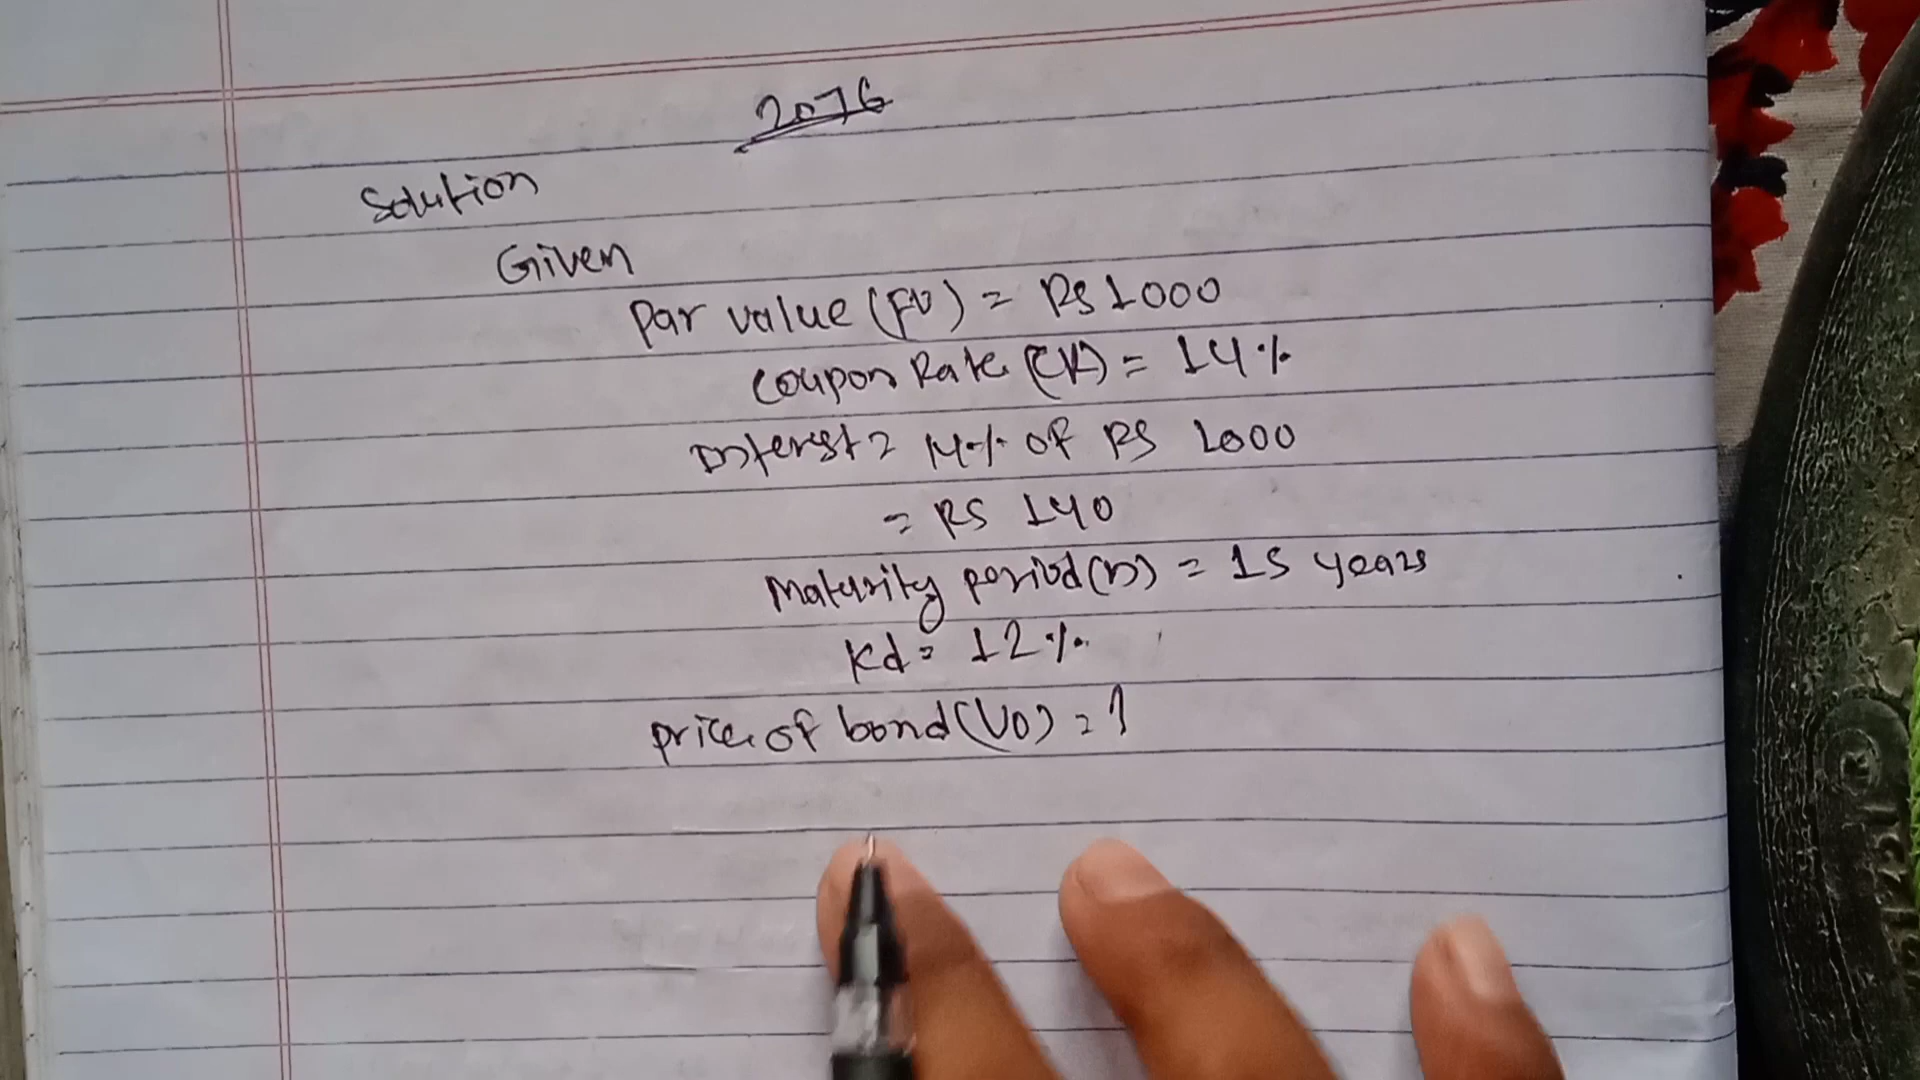 2076
Solution
Given
Par value (FV) = Rs 1000
Coupon Rate (CR) = 14%
Interest = 14% of RS 1000
= RS 140
Maturity period(n) = 15 years
Kd = 12%
price of bond (V0) = ?